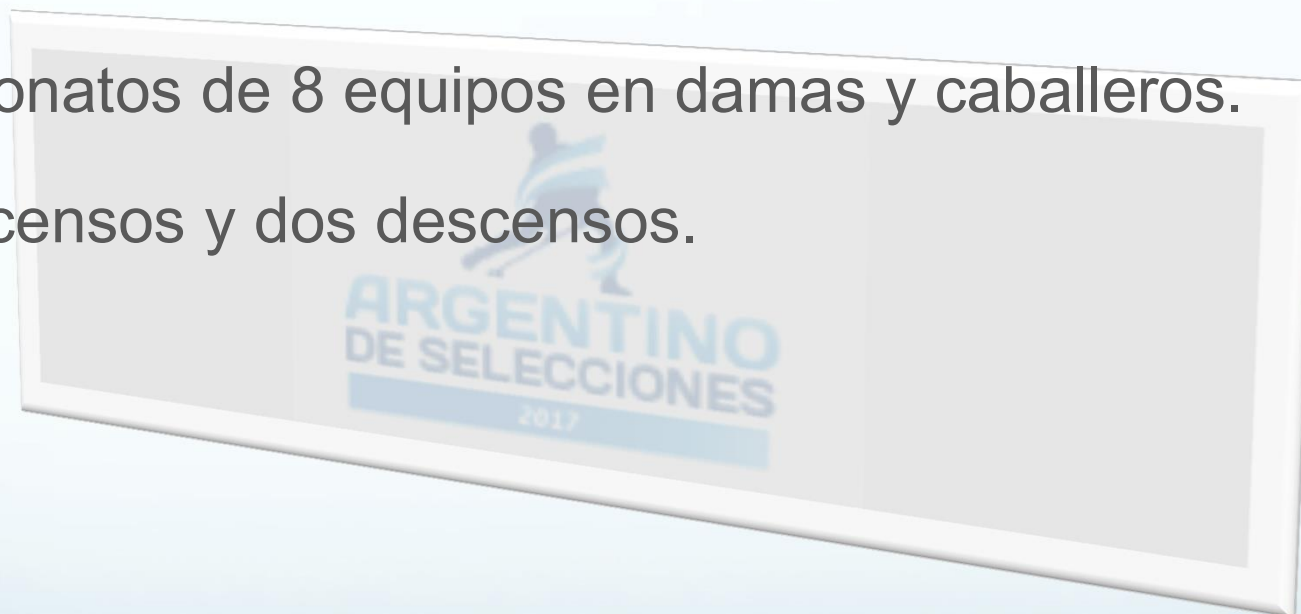 onatos de 8 equipos en damas y caballeros.
censos y dos descensos.
ARGENTINO
DE SELECCIONES
2017